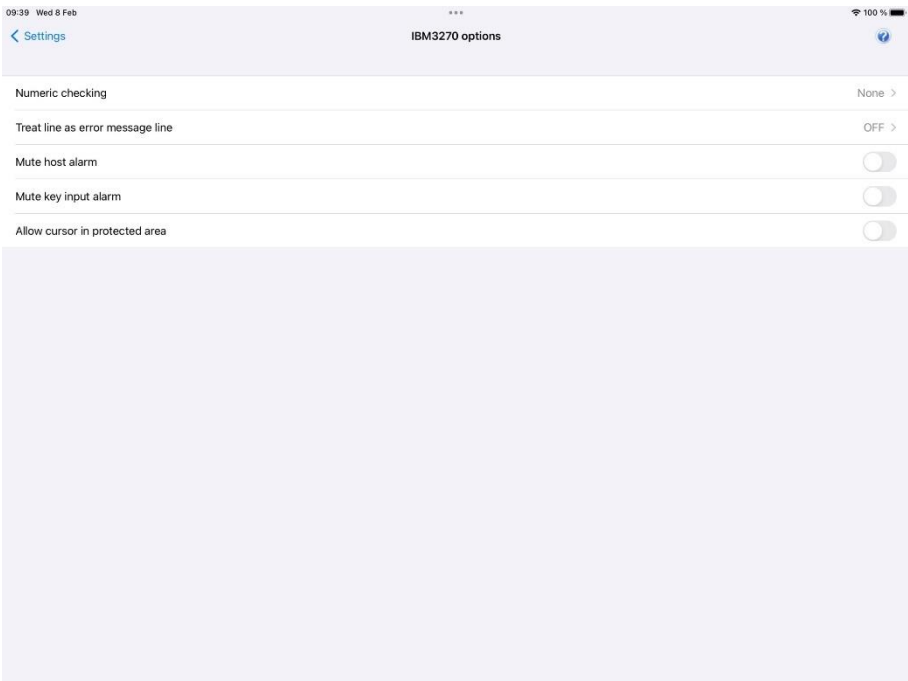 09:39 Wed 8 Feb 100 %
Settings IBM3270 options ?
Numeric checking None
Treat line as error message line OFF
Mute host alarm
Mute key input alarm
Allow cursor in protected area